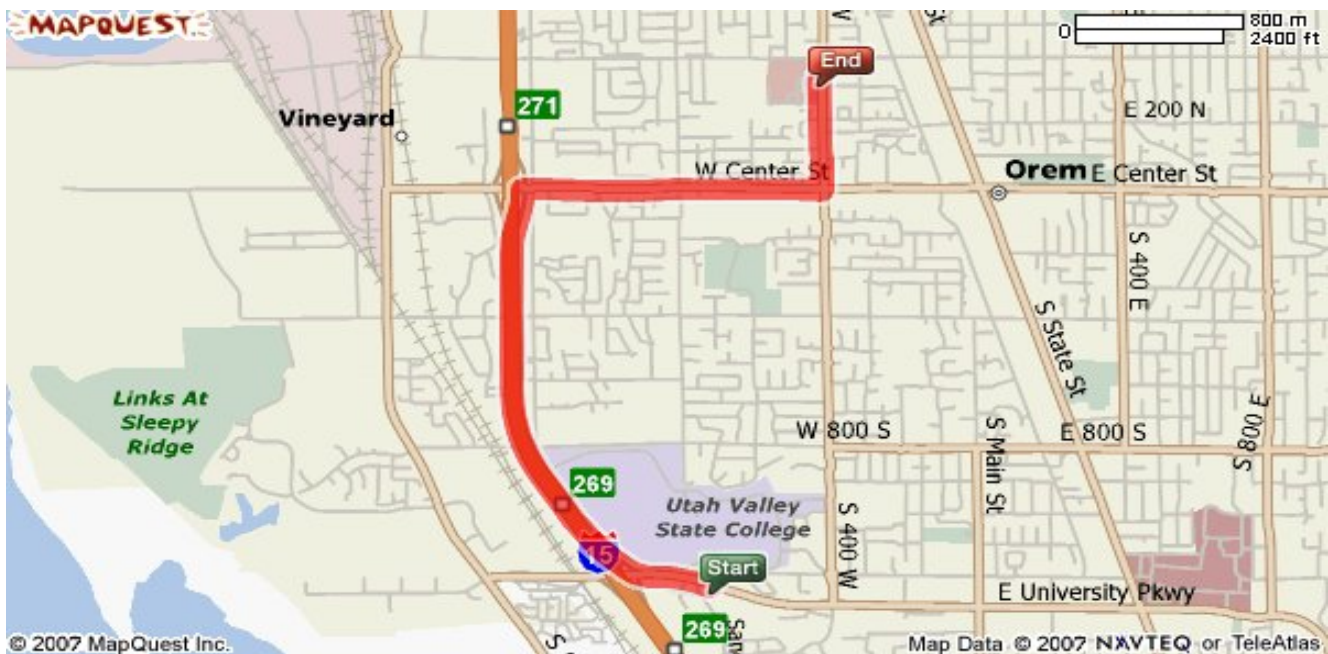 MAPQUEST
W
0
800 m
2400 ft
End
271
E 200 N
Vineyard
W Center St
Orem
E Center St
S 400 E
S State St
Links At
Sleepy
Ridge
W 800 S
E 800 S
S Main St
S 800 E
269
Utah Valley
State College
15
S 400 W
Start
E University Pkwy
269
© 2007 MapQuest Inc.
Map Data © 2007 NAVTEQ or TeleAtlas